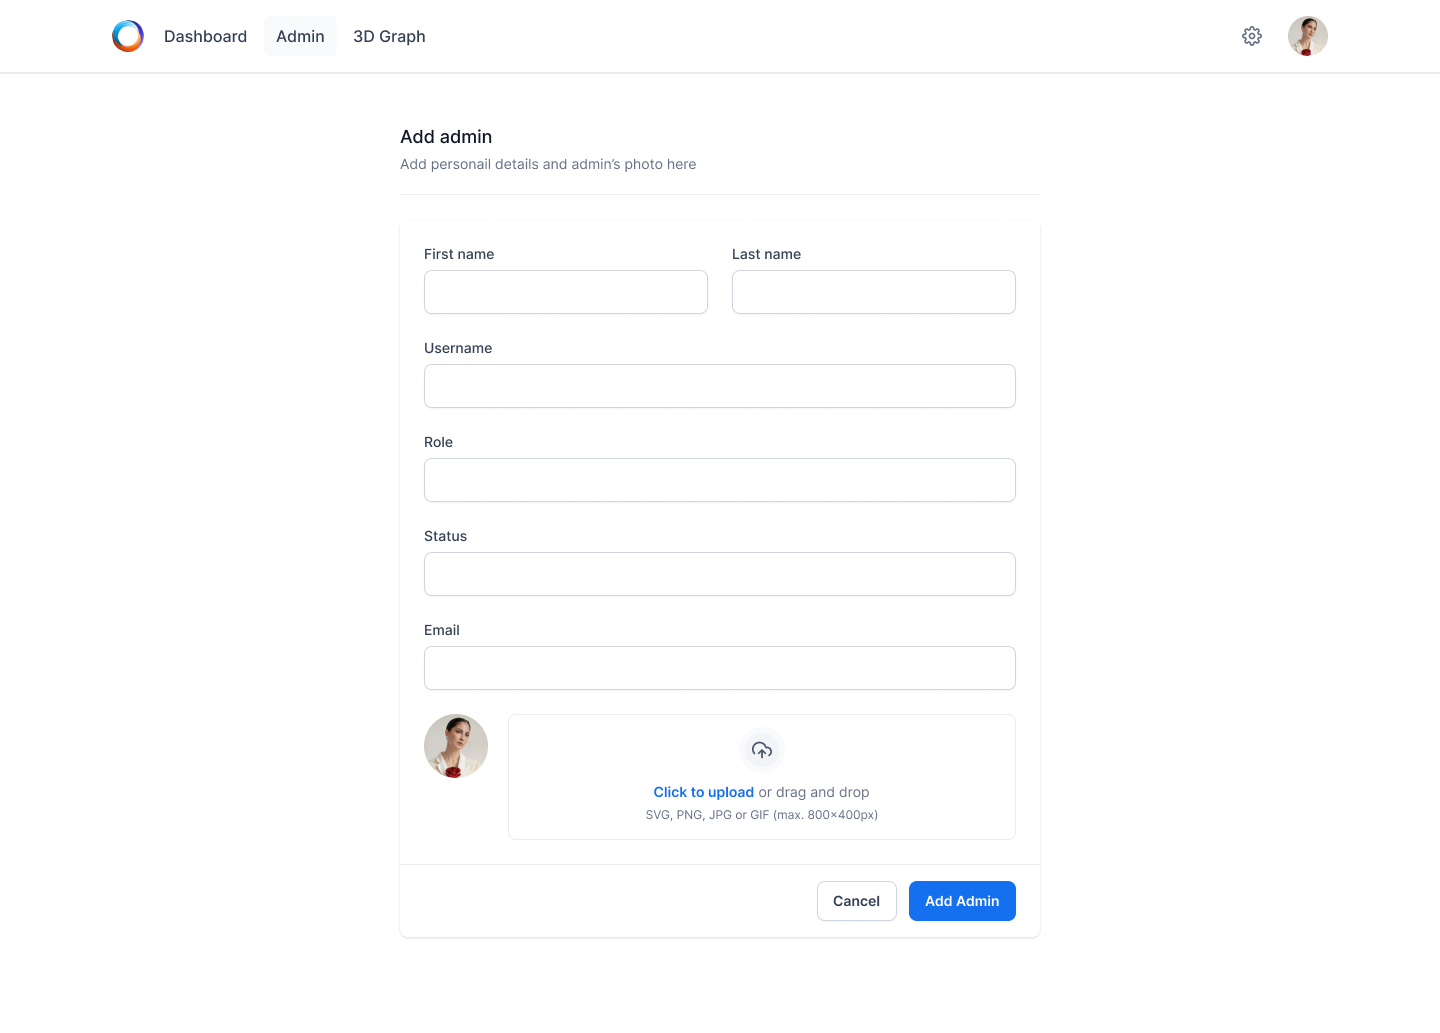 Dashboard
Admin
3D Graph
Add admin
Add personail details and admin’s photo here
First name
Last name
Username
Role
Status
Email
Click to upload or drag and drop
SVG, PNG, JPG or GIF (max. 800×400px)
Cancel
Add Admin